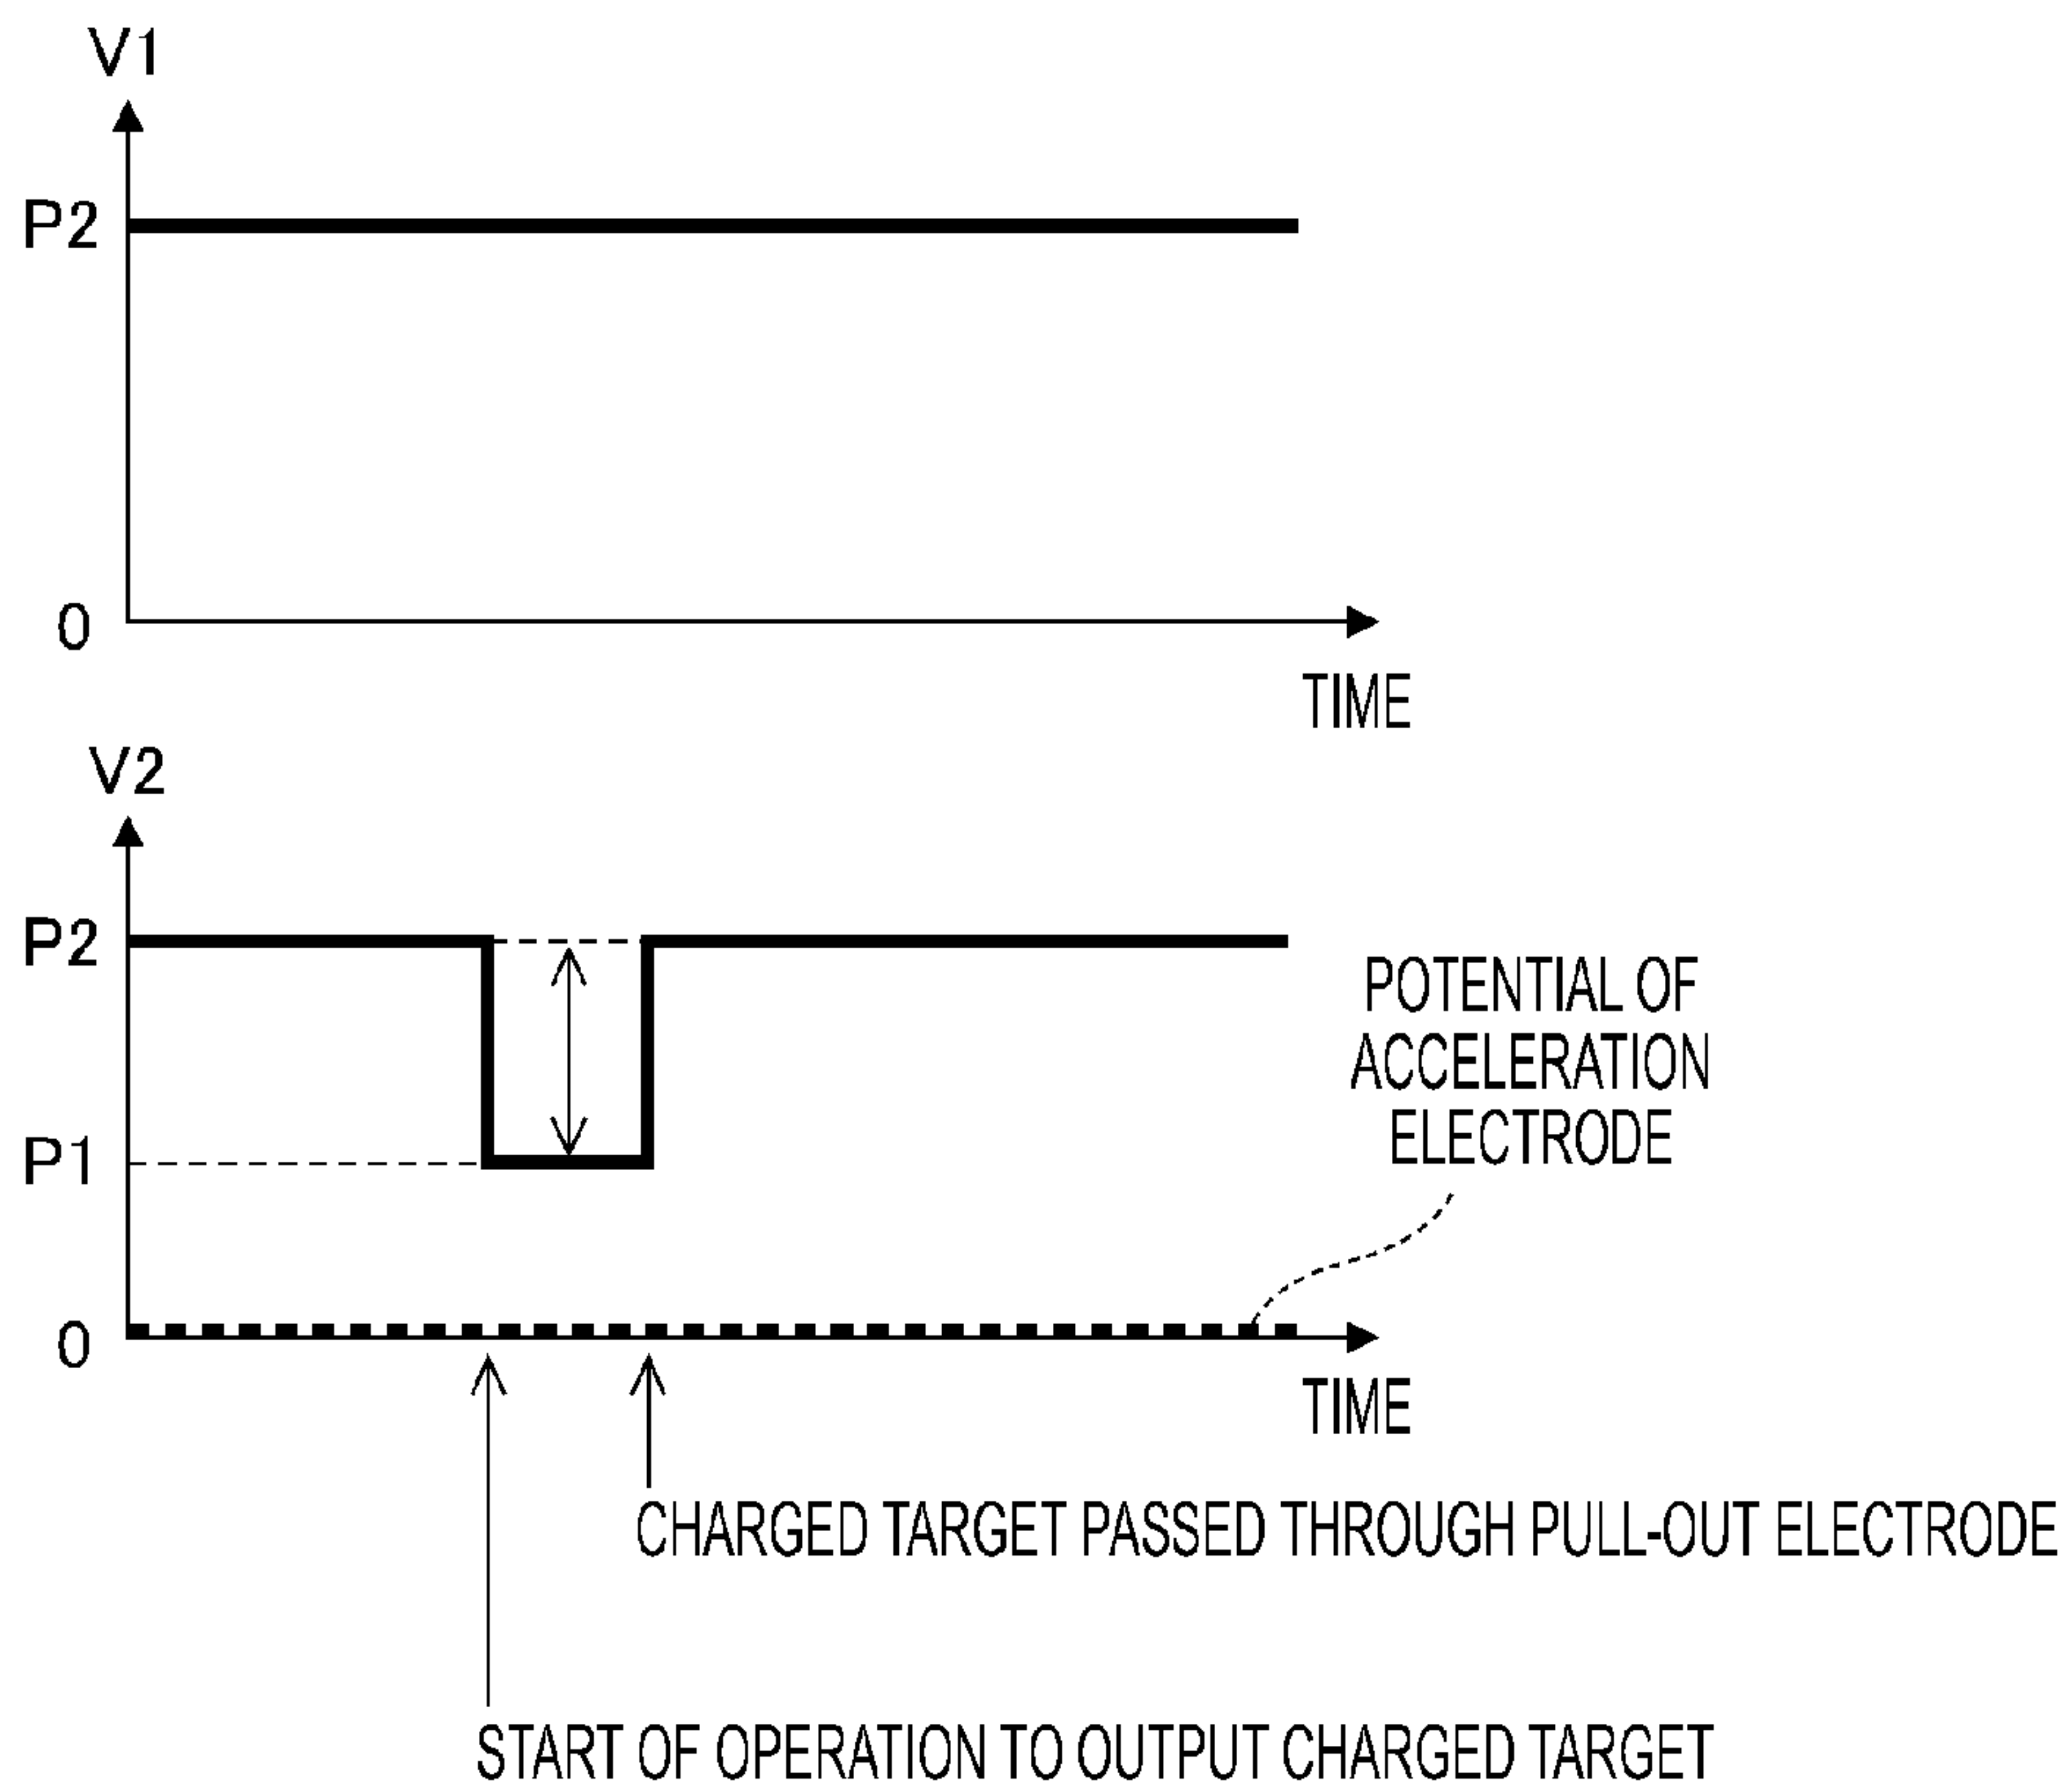 V1
P2
0
TIME
V2
P2
P1
0
POTENTIAL OF
ACCELERATION
ELECTRODE
TIME
CHARGED TARGET PASSED THROUGH PULL-OUT ELECTRODE
START OF OPERATION TO OUTPUT CHARGED TARGET